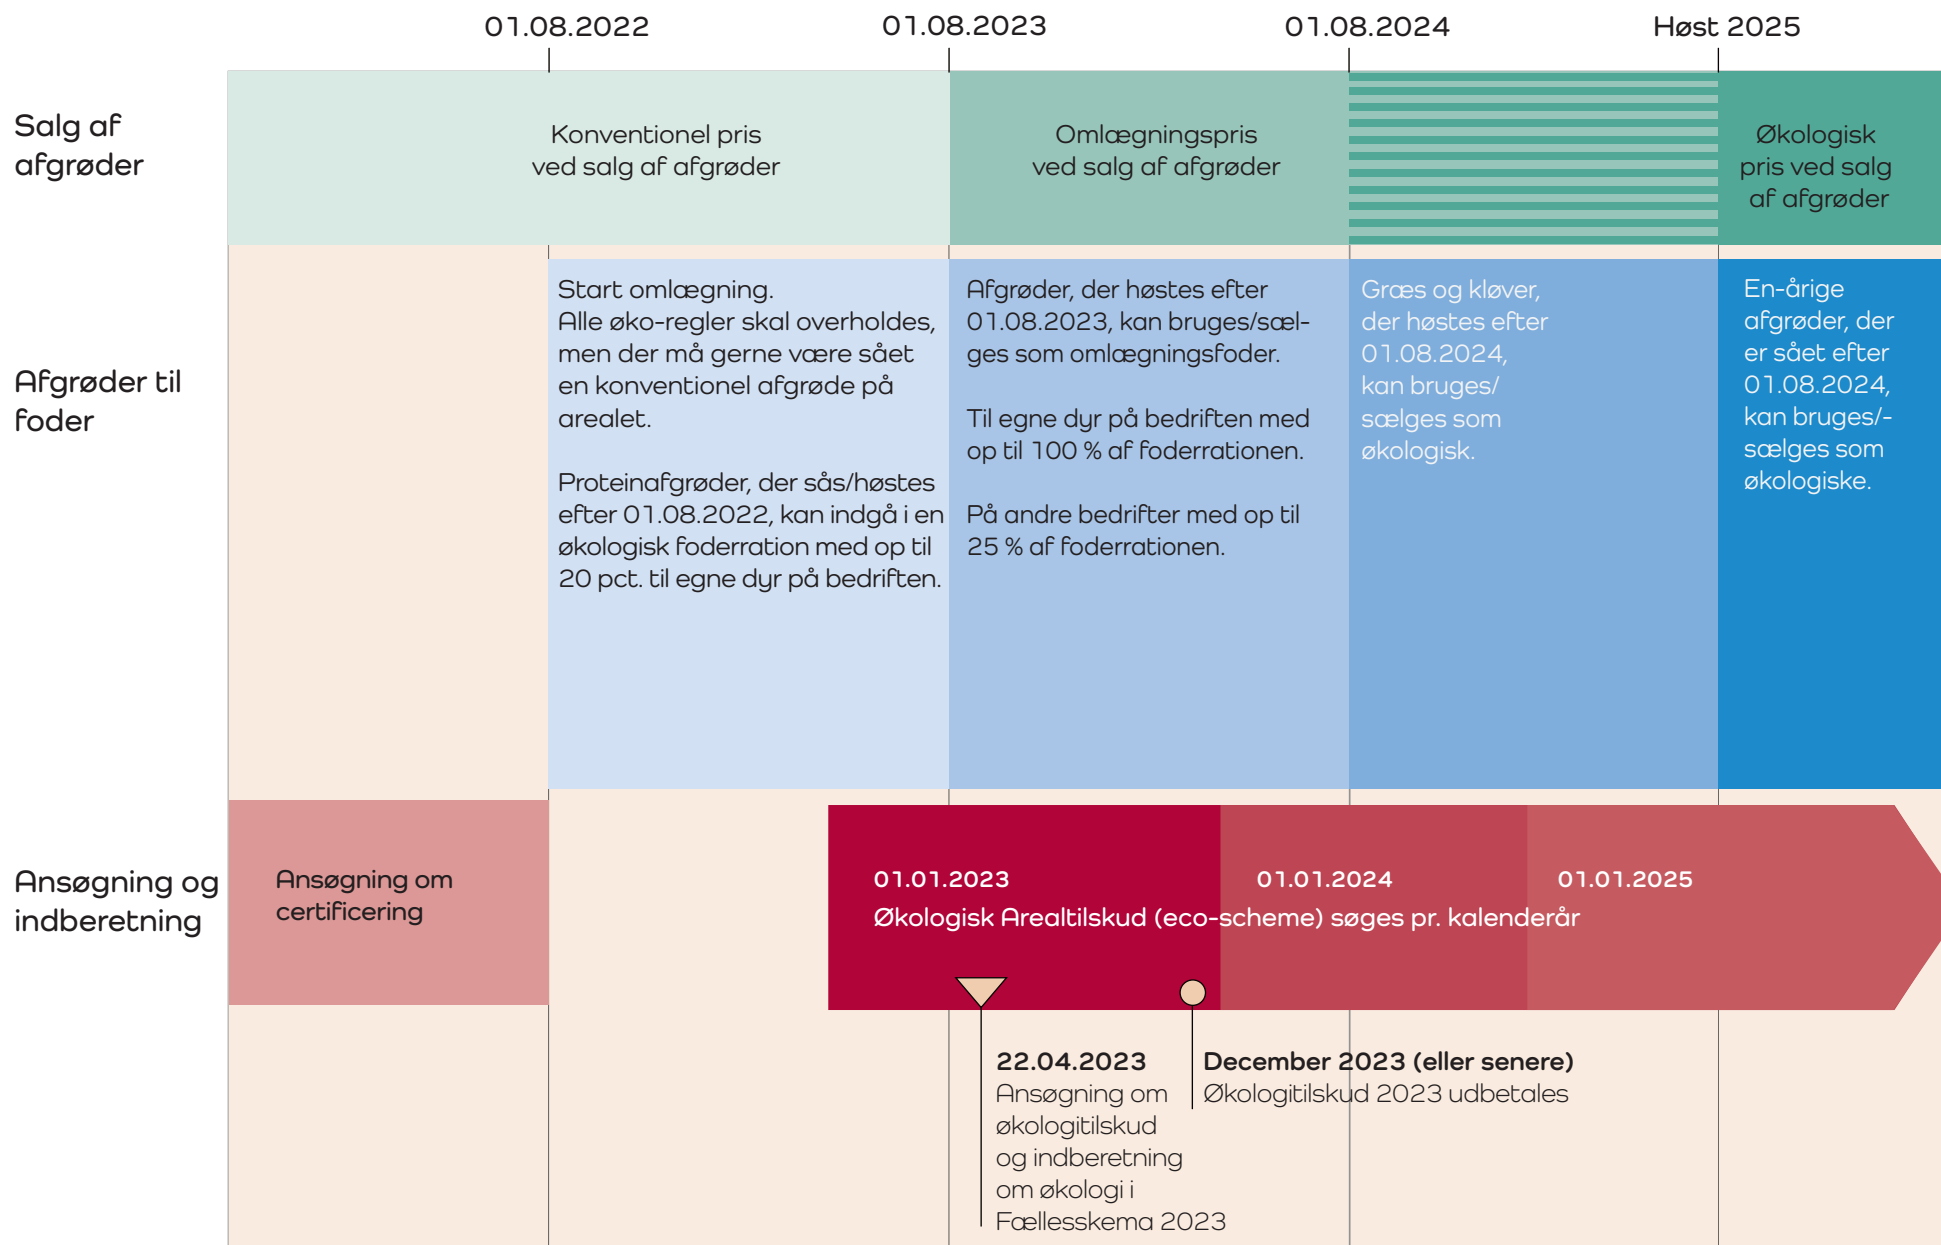 01.08.2022
01.08.2023
01.08.2024
Høst 2025
Salg af
afgrøder
Konventionel pris
ved salg af afgrøder
Omlægningspris
ved salg af afgrøder
Økologisk
pris ved salg
af afgrøder
Afgrøder til
foder
Start omlægning.
Alle øko-regler skal overholdes,
men der må gerne være sået
en konventionel afgrøde på
arealet.
Proteinafgrøder, der sås/høstes
efter 01.08.2022, kan indgå i en
økologisk foderration med op til
20 pct. til egne dyr på bedriften.
Afgrøder, der høstes efter
01.08.2023, kan bruges/sæl-
ges som omlægningsfoder.
Til egne dyr på bedriften med
op til 100 % af foderrationen.
På andre bedrifter med op til
25 % af foderrationen.
Græs og kløver,
der høstes efter
01.08.2024,
kan bruges/
sælges som
økologisk.
En-årige
afgrøder, der
er sået efter
01.08.2024,
kan bruges/-
sælges som
økologiske.
Ansøgning og
indberetning
Ansøgning om
certificering
01.01.2023
01.01.2024
01.01.2025
Økologisk Arealtilskud (eco-scheme) søges pr. kalenderår
22.04.2023
Ansøgning om
økologitilskud
og indberetning
om økologi i
Fællesskema 2023
December 2023 (eller senere)
Økologitilskud 2023 udbetales